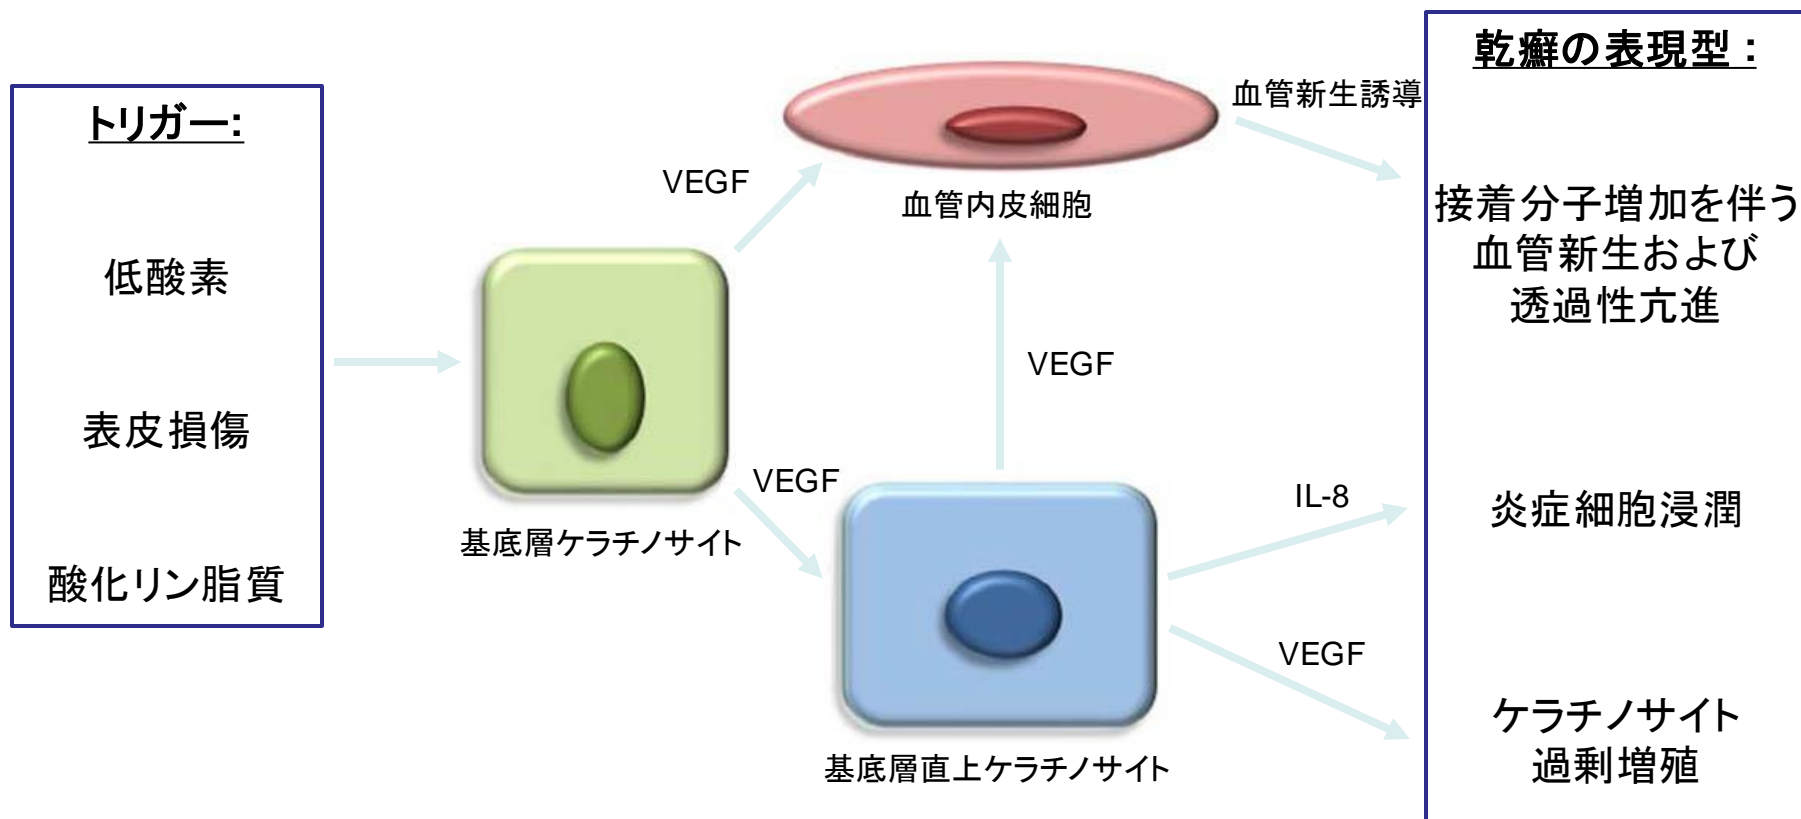 トリガー:
低酸素
表皮損傷
酸化リン脂質
VEGF
基底層ケラチノサイト
VEGF
血管内皮細胞
VEGF
基底層直上ケラチノサイト
血管新生誘導
IL-8
VEGF
乾癬の表現型：
接着分子増加を伴う
血管新生および
透過性亢進
炎症細胞浸潤
ケラチノサイト
過剰増殖